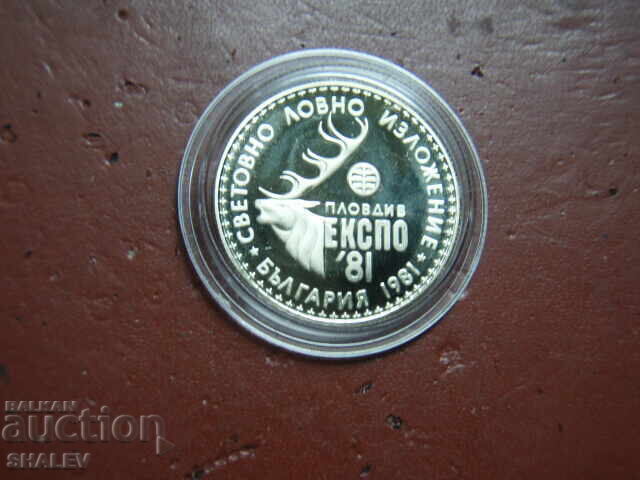 СВЕТОВНО ЛОВНО ИЗЛОЖЕНИЕ
ПЛОВДИВ
ЕКСПО
'81
★ БЪЛГАРИЯ 1981 ★
BALKAN
auction
SHALEV